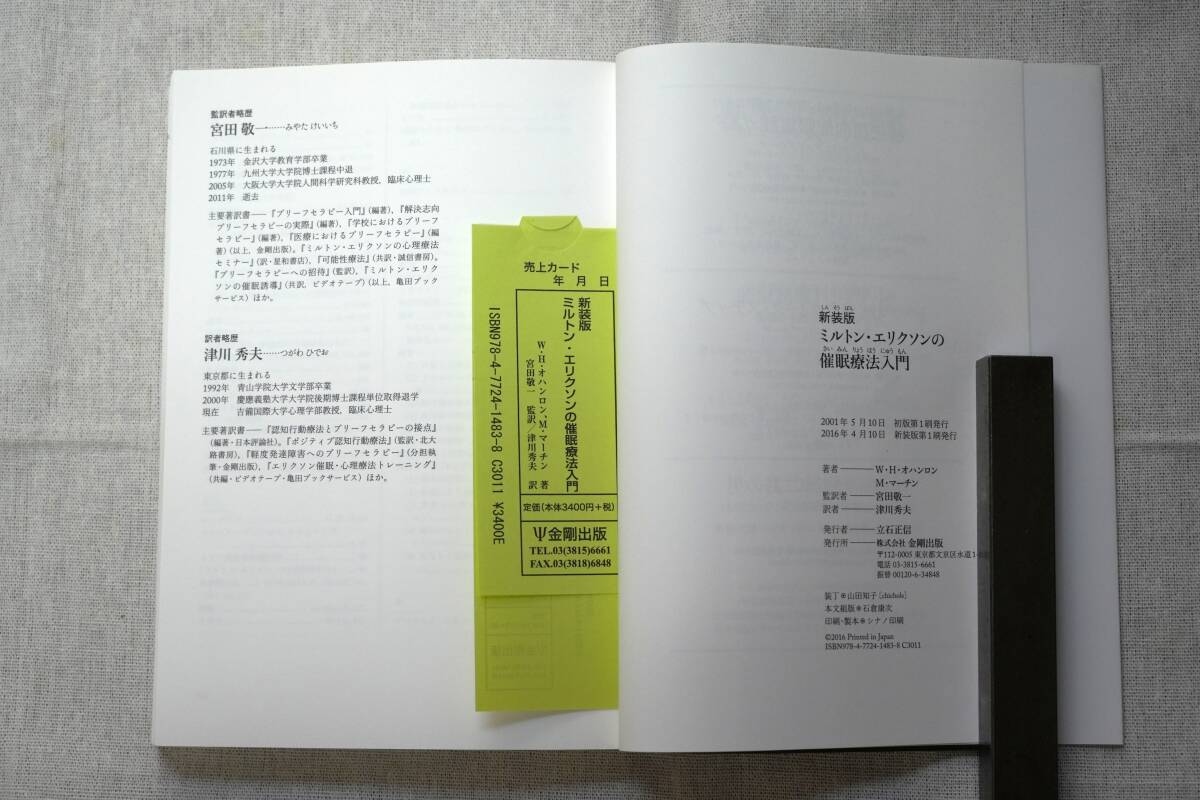 監訳者略歴
宮田 敬一……みやた けいいち
石川県に生まれる
1973年 金沢大学教育学部卒業
1977年 九州大学大学院博士課程中退
2005年 大阪大学大学院人間科学研究科教授，臨床心理士
2011年 逝去
主要著訳書──『ブリーフセラピー入門』（編著），『解決志向
ブリーフセラピーの実際』（編著），『学校におけるブリーフ
セラピー』（編著），『医療におけるブリーフセラピー』（編
著）（以上，金剛出版）。『ミルトン・エリクソンの心理療法
セミナー』（訳・星和書店），『可能性療法』（共訳・誠信書房）。
『ブリーフセラピーへの招待』（監訳），『ミルトン・エリク
ソンの催眠誘導』（共訳，ビデオテープ）（以上，亀田ブック
サービス）ほか。
訳者略歴
津川 秀夫……つがわ ひでお
東京都に生まれる
1992年 青山学院大学文学部卒業
2000年 慶應義塾大学大学院後期博士課程単位取得退学
現在 吉備国際大学心理学部教授，臨床心理士
主要著訳書──『認知行動療法とブリーフセラピーの接点』
（編著・日本評論社）。『ポジティブ認知行動療法』（監訳・北大
路書房），『軽度発達障害へのブリーフセラピー』（分担執
筆・金剛出版），『エリクソン催眠・心理療法トレーニング』
（共編・ビデオテープ・亀田ブックサービス）ほか。
売上カード
年 月 日
新装版
ミルトン・エリクソンの催眠療法入門
W・H・オハンロン，M・マーチン 著
宮田敬一 監訳／津川秀夫 訳
定価（本体3400円+税）
Ψ金剛出版
TEL.03(3815)6661
FAX.03(3818)6848
ISBN978-4-7724-1483-8 C3011 ¥3400E
しんそうばん
新装版
ミルトン・エリクソンの
さいみんりょうほうにゅうもん
催眠療法入門
2001年5月10日 初版第1刷発行
2016年4月10日 新装版第1刷発行
著者───W・H・オハンロン
M・マーチン
監訳者───宮田敬一
訳者───津川秀夫
発行者───立石正信
発行所───株式会社 金剛出版
〒112-0005 東京都文京区水道1
電話 03-3815-6661
振替 00120-6-34848
装丁◉山田知子［chichols］
本文組版◉石倉康次
印刷・製本◉シナノ印刷
©2016 Printed in Japan
ISBN978-4-7724-1483-8 C3011